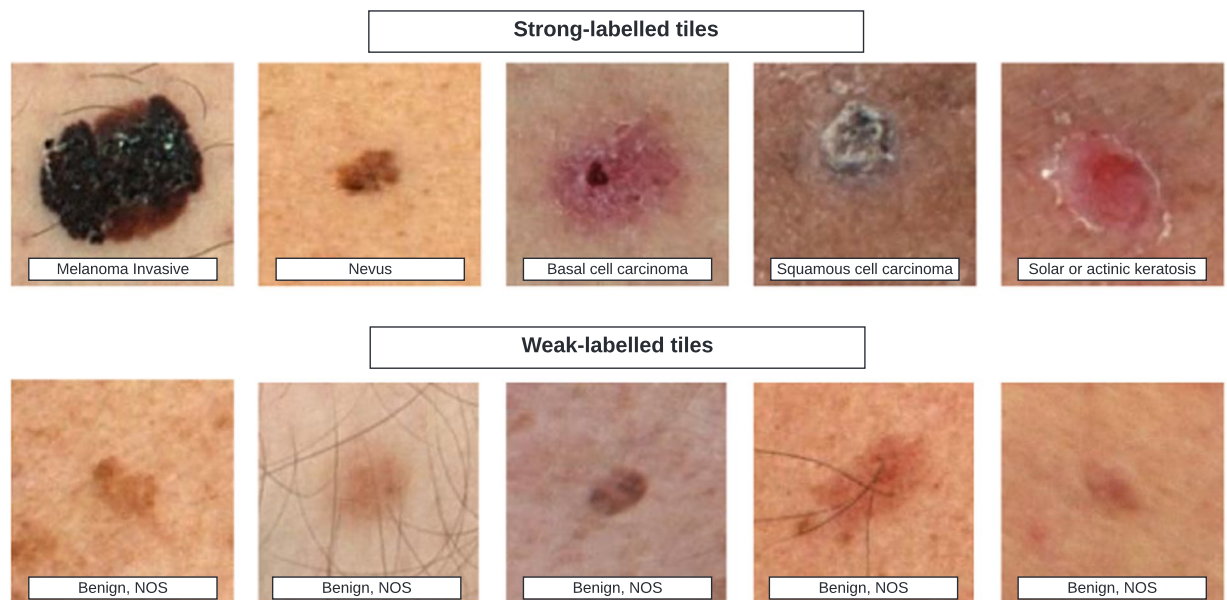 Strong-labelled tiles
Melanoma Invasive
Nevus
Basal cell carcinoma
Squamous cell carcinoma
Solar or actinic keratosis
Weak-labelled tiles
Benign, NOS
Benign, NOS
Benign, NOS
Benign, NOS
Benign, NOS